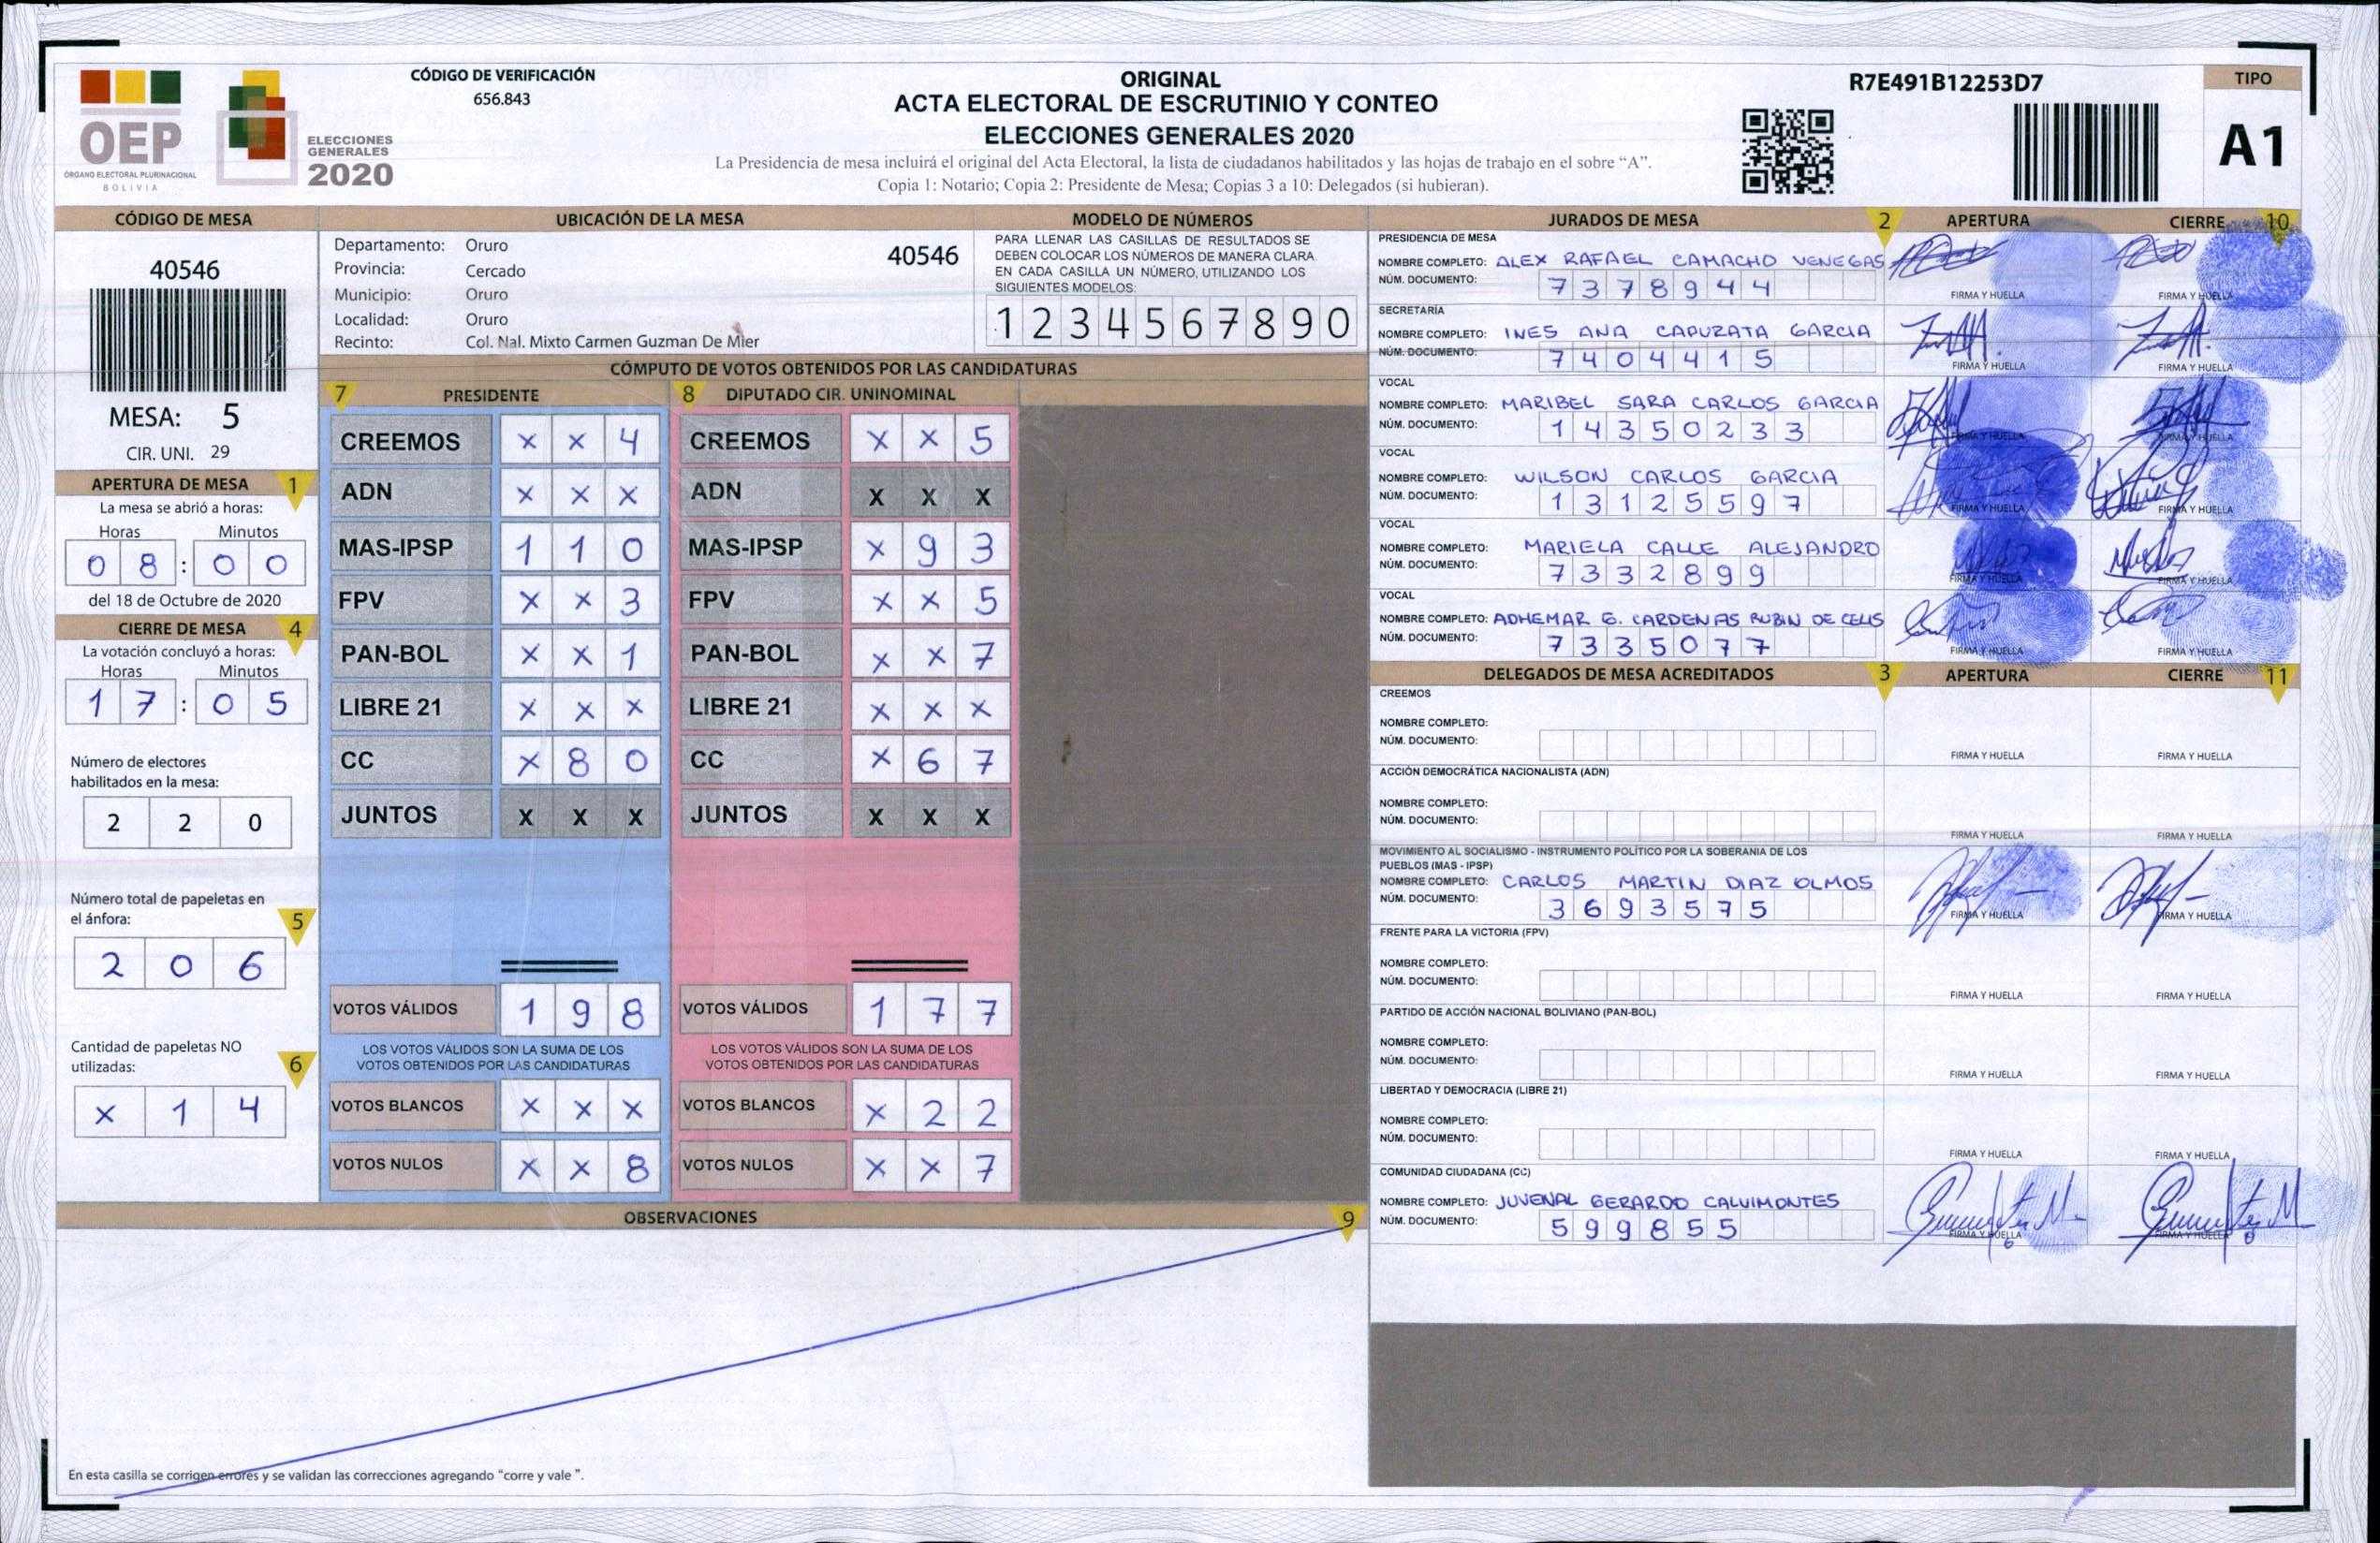 CÓDIGO DE VERIFICACIÓN
656.843
OEP
ÓRGANO ELECTORAL PLURINACIONAL
BOLIVIA
ELECCIONES
GENERALES
2020
ORIGINAL
ACTA ELECTORAL DE ESCRUTINIO Y CONTEO
ELECCIONES GENERALES 2020
La Presidencia de mesa incluirá el original del Acta Electoral, la lista de ciudadanos habilitados y las hojas de trabajo en el sobre “A”.
Copia 1: Notario; Copia 2: Presidente de Mesa; Copias 3 a 10: Delegados (si hubieran).
R7E491B12253D7
TIPO
A1
CÓDIGO DE MESA
40546
MESA: 5
CIR. UNI. 29
APERTURA DE MESA 1
La mesa se abrió a horas:
Horas Minutos
0 8 : 0 0
del 18 de Octubre de 2020
CIERRE DE MESA 4
La votación concluyó a horas:
Horas Minutos
1 7 : 0 5
Número de electores
habilitados en la mesa:
2 2 0
Número total de papeletas en
el ánfora: 5
2 0 6
Cantidad de papeletas NO
utilizadas: 6
x 1 4
UBICACIÓN DE LA MESA
Departamento: Oruro 40546
Provincia: Cercado
Municipio: Oruro
Localidad: Oruro
Recinto: Col. Nal. Mixto Carmen Guzman De Mier
MODELO DE NÚMEROS
PARA LLENAR LAS CASILLAS DE RESULTADOS SE
DEBEN COLOCAR LOS NÚMEROS DE MANERA CLARA
EN CADA CASILLA UN NÚMERO, UTILIZANDO LOS
SIGUIENTES MODELOS:
1 2 3 4 5 6 7 8 9 0
CÓMPUTO DE VOTOS OBTENIDOS POR LAS CANDIDATURAS
7 PRESIDENTE
CREEMOS x x 4
ADN x x x
MAS-IPSP 1 1 0
FPV x x 3
PAN-BOL x x 1
LIBRE 21 x x x
CC x 8 0
JUNTOS X X X
VOTOS VÁLIDOS 1 9 8
LOS VOTOS VÁLIDOS SON LA SUMA DE LOS
VOTOS OBTENIDOS POR LAS CANDIDATURAS
VOTOS BLANCOS x x x
VOTOS NULOS x x 8
8 DIPUTADO CIR. UNINOMINAL
CREEMOS x x 5
ADN X X X
MAS-IPSP x 9 3
FPV x x 5
PAN-BOL x x 7
LIBRE 21 x x x
CC x 6 7
JUNTOS X X X
VOTOS VÁLIDOS 1 7 7
LOS VOTOS VÁLIDOS SON LA SUMA DE LOS
VOTOS OBTENIDOS POR LAS CANDIDATURAS
VOTOS BLANCOS x 2 2
VOTOS NULOS x x 7
OBSERVACIONES 9
En esta casilla se corrigen errores y se validan las correcciones agregando “corre y vale ”.
JURADOS DE MESA 2 APERTURA CIERRE 10
PRESIDENCIA DE MESA
NOMBRE COMPLETO: ALEX RAFAEL CAMACHO VENEGAS
NÚM. DOCUMENTO: 7378944
FIRMA Y HUELLA FIRMA Y HUELLA
SECRETARÍA
NOMBRE COMPLETO: INES ANA CAPURATA GARCIA
NÚM. DOCUMENTO: 7404415
FIRMA Y HUELLA FIRMA Y HUELLA
VOCAL
NOMBRE COMPLETO: MARIBEL SARA CARLOS GARCIA
NÚM. DOCUMENTO: 14350233
FIRMA Y HUELLA FIRMA Y HUELLA
VOCAL
NOMBRE COMPLETO: WILSON CARLOS GARCIA
NÚM. DOCUMENTO: 13125597
FIRMA Y HUELLA FIRMA Y HUELLA
VOCAL
NOMBRE COMPLETO: MARIELA CALLE ALEJANDRO
NÚM. DOCUMENTO: 7332899
FIRMA Y HUELLA FIRMA Y HUELLA
VOCAL
NOMBRE COMPLETO: ADHEMAR G. CARDENAS RUBIN DE CELIS
NÚM. DOCUMENTO: 7335077
FIRMA Y HUELLA FIRMA Y HUELLA
DELEGADOS DE MESA ACREDITADOS 3 APERTURA CIERRE 11
CREEMOS
NOMBRE COMPLETO:
NÚM. DOCUMENTO:
FIRMA Y HUELLA FIRMA Y HUELLA
ACCIÓN DEMOCRÁTICA NACIONALISTA (ADN)
NOMBRE COMPLETO:
NÚM. DOCUMENTO:
FIRMA Y HUELLA FIRMA Y HUELLA
MOVIMIENTO AL SOCIALISMO - INSTRUMENTO POLÍTICO POR LA SOBERANIA DE LOS
PUEBLOS (MAS - IPSP)
NOMBRE COMPLETO: CARLOS MARTIN DIAZ OLMOS
NÚM. DOCUMENTO: 3693575
FIRMA Y HUELLA FIRMA Y HUELLA
FRENTE PARA LA VICTORIA (FPV)
NOMBRE COMPLETO:
NÚM. DOCUMENTO:
FIRMA Y HUELLA FIRMA Y HUELLA
PARTIDO DE ACCIÓN NACIONAL BOLIVIANO (PAN-BOL)
NOMBRE COMPLETO:
NÚM. DOCUMENTO:
FIRMA Y HUELLA FIRMA Y HUELLA
LIBERTAD Y DEMOCRACIA (LIBRE 21)
NOMBRE COMPLETO:
NÚM. DOCUMENTO:
FIRMA Y HUELLA FIRMA Y HUELLA
COMUNIDAD CIUDADANA (CC)
NOMBRE COMPLETO: JUVENAL GERARDO CALVIMONTES
NÚM. DOCUMENTO: 599855
FIRMA Y HUELLA FIRMA Y HUELLA